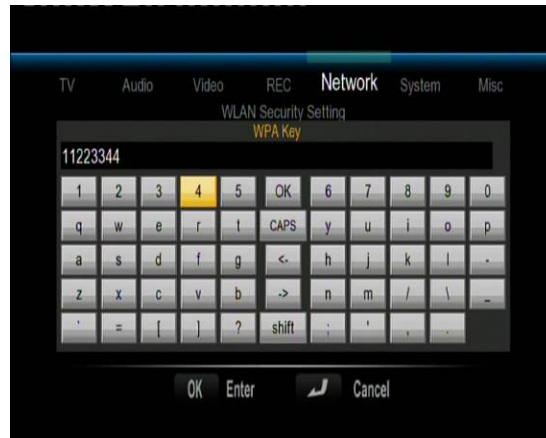 TV Audio Video REC Network System Misc
WLAN Security Setting
WPA Key
11223344
1 2 3 4 5 OK 6 7 8 9 0
q w e r t CAPS y u i o p
a s d f g <- h j k l -
z x c v b -> n m / \ _
` = [ ] ? shift ; ' , .
OK Enter Cancel